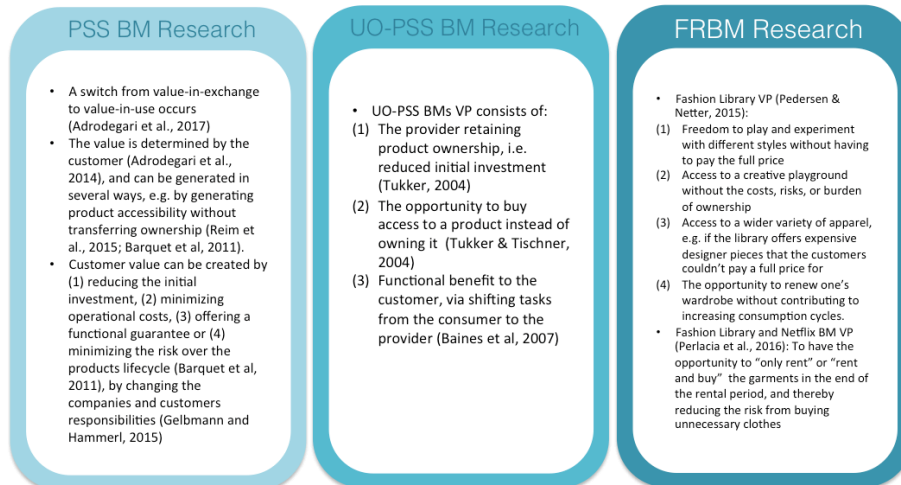 PSS BM Research
• A switch from value-in-exchange
to value-in-use occurs
(Adrodegari et al., 2017)
• The value is determined by the
customer (Adrodegari et al.,
2014), and can be generated in
several ways, e.g. by generating
product accessibility without
transferring ownership (Reim et
al., 2015; Barquet et al, 2011).
• Customer value can be created by
(1) reducing the initial
investment, (2) minimizing
operational costs, (3) offering a
functional guarantee or (4)
minimizing the risk over the
products lifecycle (Barquet et al,
2011), by changing the
companies and customers
responsibilities (Gelbmann and
Hammerl, 2015)
UO-PSS BM Research
• UO-PSS BMs VP consists of:
(1) The provider retaining
product ownership, i.e.
reduced initial investment
(Tukker, 2004)
(2) The opportunity to buy
access to a product instead of
owning it (Tukker & Tischner,
2004)
(3) Functional benefit to the
customer, via shifting tasks
from the consumer to the
provider (Baines et al, 2007)
FRBM Research
• Fashion Library VP (Pedersen &
Netter, 2015):
(1) Freedom to play and experiment
with different styles without having
to pay the full price
(2) Access to a creative playground
without the costs, risks, or burden
of ownership
(3) Access to a wider variety of apparel,
e.g. if the library offers expensive
designer pieces that the customers
couldn't pay a full price for
(4) The opportunity to renew one's
wardrobe without contributing to
increasing consumption cycles.
• Fashion Library and Netflix BM VP
(Perlacia et al., 2016): To have the
opportunity to "only rent" or "rent
and buy" the garments in the end of
the rental period, and thereby
reducing the risk from buying
unnecessary clothes